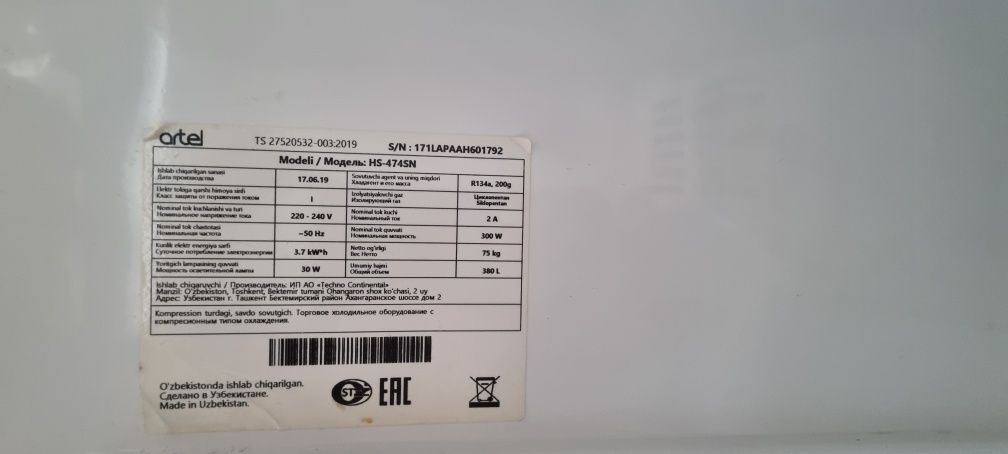 artel
TS 27520532-003:2019
S/N : 171LAPAAH601792
Modeli / Модель: HS-474SN
Ishlab chiqarilgan sanasi
Дата производства
17.06.19
Sovutuvchi agent va uning miqdori
Хладагент и его масса
R134a, 200g
Elektr tokiga qarshi himoya sinfi
Класс защиты от поражения током
I
Izolyatsiyalovchi gaz
Изолирующий газ
Циклопентан
Siklopentan
Nominal tok kuchlanishi va turi
Номинальное напряжение тока
220 - 240 V
Nominal tok kuchi
Номинальный ток
2 A
Nominal tok chastotasi
Номинальная частота
~50 Hz
Nominal tok quvvati
Номинальная мощность
300 W
Kunlik elektr energiya sarfi
Суточное потребление электроэнергии
3.7 kW*h
Netto og'irligi
Вес Нетто
75 kg
Yoritgich lampasining quvvati
Мощность осветительной лампы
30 W
Umumiy hajmi
Общий объем
380 L
Ishlab chiqaruvchi / Производитель: ИП АО «Techno Continental»
Manzil: O'zbekiston, Toshkent, Bektemir tumani Ohangaron shox ko'chasi, 2 uy
Адрес: Узбекистан г. Ташкент Бектемирский район Ахангаранское шоссе дом 2
Kompression turdagi, savdo sovutgich. Торговое холодильное оборудование с
компресионным типом охлаждения.
O'zbekistonda ishlab chiqarilgan.
Сделано в Узбекистане.
Made in Uzbekistan.
ST
EAC